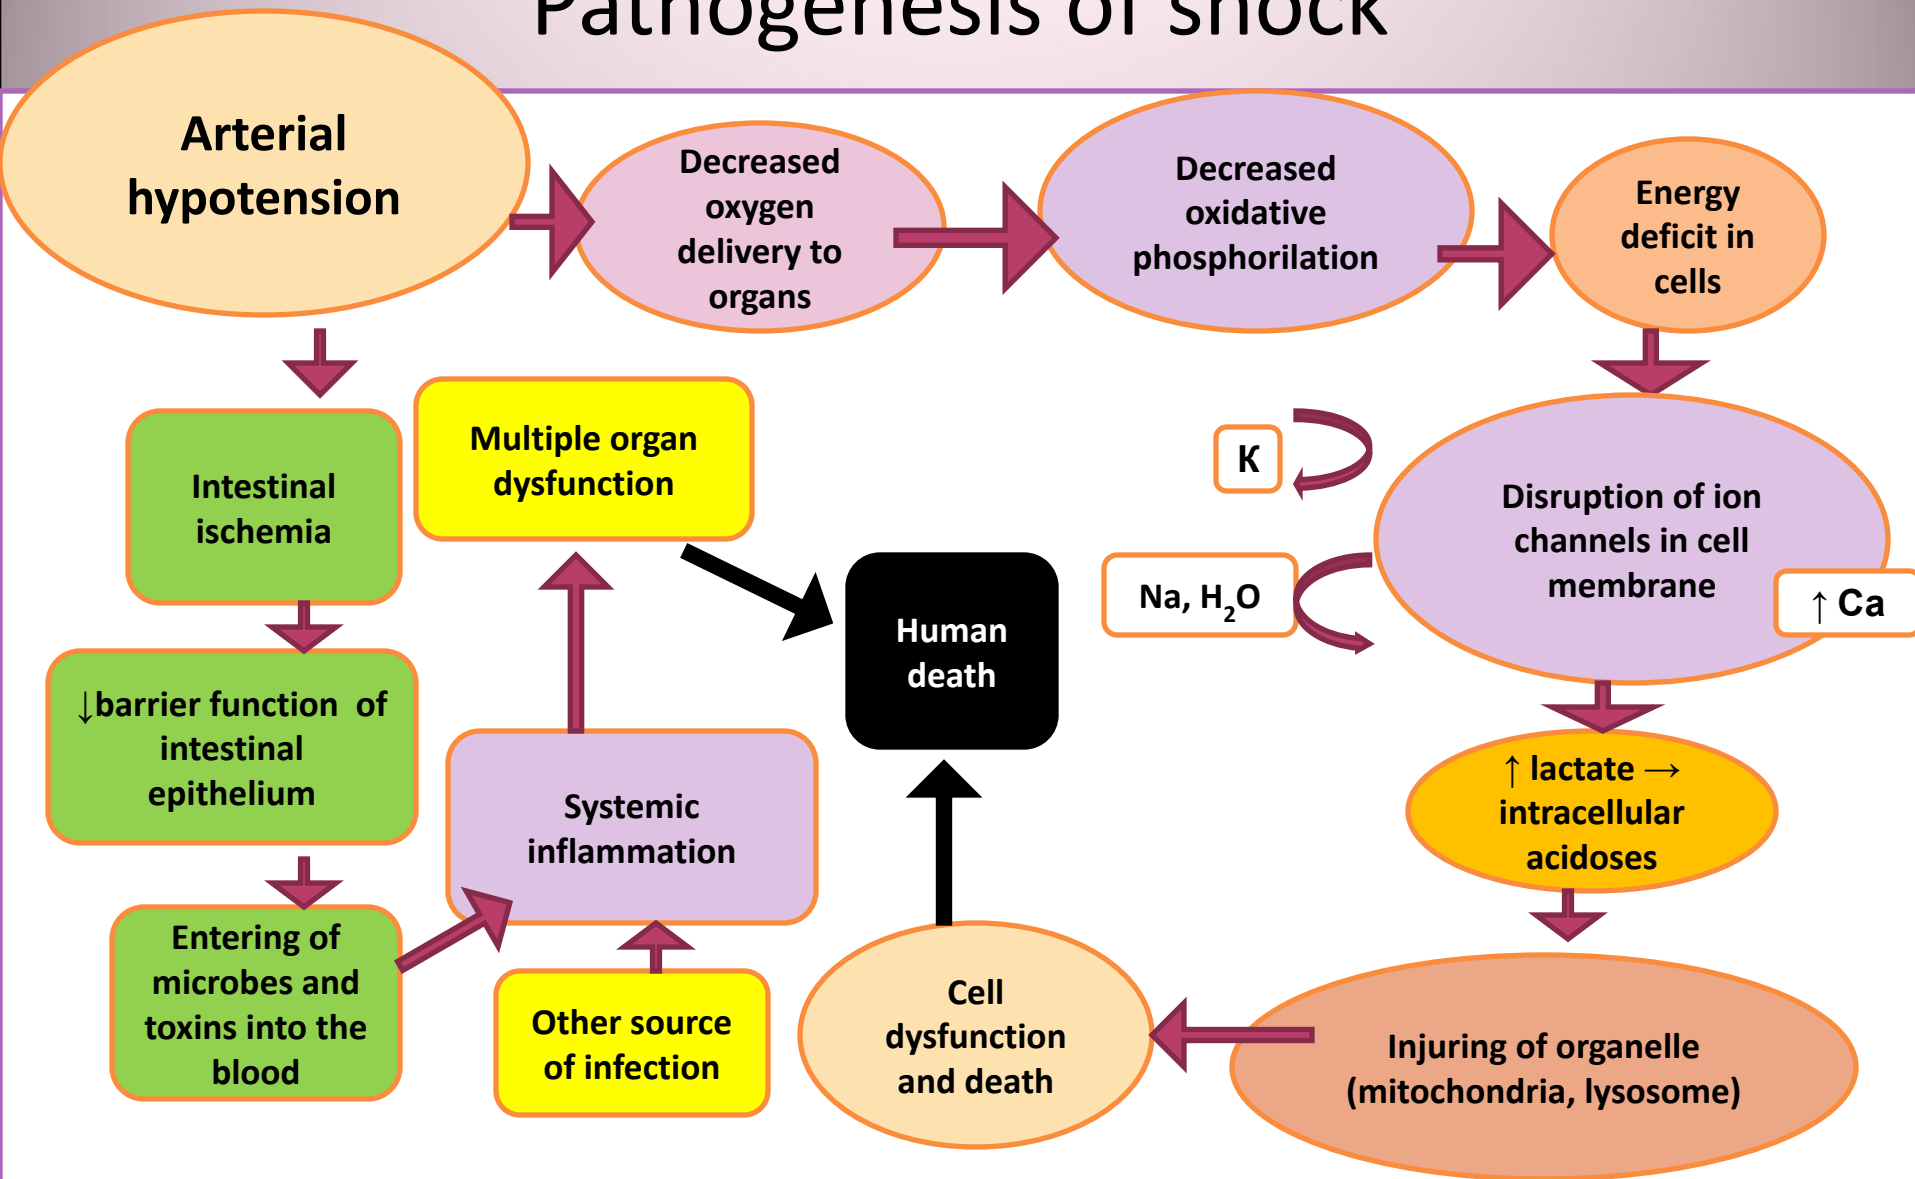 Pathogenesis of shock
Arterial
hypotension
Decreased
oxygen
delivery to
organs
Decreased
oxidative
phosphorilation
Energy
deficit in
cells
Intestinal
ischemia
Multiple organ
dysfunction
K
Disruption of ion
channels in cell
membrane
Na, H₂O
↑ Ca
Human
death
↓barrier function of
intestinal
epithelium
Systemic
inflammation
↑ lactate →
intracellular
acidoses
Entering of
microbes and
toxins into the
blood
Other source
of infection
Cell
dysfunction
and death
Injuring of organelle
(mitochondria, lysosome)